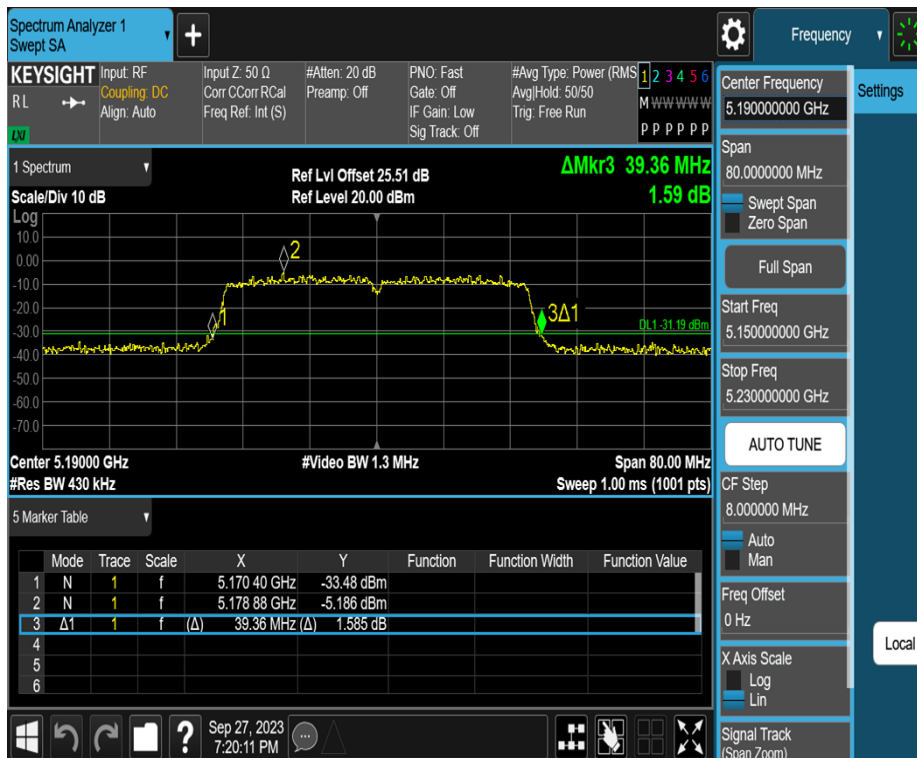 Spectrum Analyzer 1
Swept SA
Frequency
KEYSIGHT
R L
LXI
Input: RF
Coupling: DC
Align: Auto
Input Z: 50 Ω
Corr CCorr RCal
Freq Ref: Int (S)
#Atten: 20 dB
Preamp: Off
PNO: Fast
Gate: Off
IF Gain: Low
Sig Track: Off
#Avg Type: Power (RMS
Avg|Hold: 50/50
Trig: Free Run
1 2 3 4 5 6
M W W W W W
P P P P P P
1 Spectrum
Scale/Div 10 dB
Ref Lvl Offset 25.51 dB
Ref Level 20.00 dBm
ΔMkr3 39.36 MHz
1.59 dB
Log
10.0
0.00
-10.0
-20.0
-30.0
-40.0
-50.0
-60.0
-70.0
2
1
3Δ1
DL1 -31.19 dBm
Center 5.19000 GHz
#Video BW 1.3 MHz
Span 80.00 MHz
#Res BW 430 kHz
Sweep 1.00 ms (1001 pts)
5 Marker Table
Mode Trace Scale X Y Function Function Width Function Value
1 N 1 f 5.170 40 GHz -33.48 dBm
2 N 1 f 5.178 88 GHz -5.186 dBm
3 Δ1 1 f (Δ) 39.36 MHz (Δ) 1.585 dB
4
5
6
Sep 27, 2023
7:20:11 PM
Center Frequency
5.190000000 GHz
Settings
Span
80.0000000 MHz
Swept Span
Zero Span
Full Span
Start Freq
5.150000000 GHz
Stop Freq
5.230000000 GHz
AUTO TUNE
CF Step
8.000000 MHz
Auto
Man
Freq Offset
0 Hz
X Axis Scale
Log
Lin
Local
Signal Track
(Span Zoom)